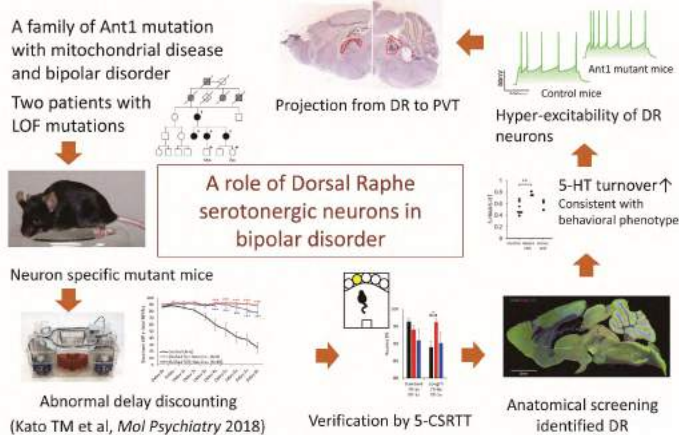 A family of Ant1 mutation
with mitochondrial disease
and bipolar disorder
Two patients with
LOF mutations
Projection from DR to PVT
Ant1 mutant mice
Control mice
Hyper-excitability of DR
neurons
A role of Dorsal Raphe
serotonergic neurons in
bipolar disorder
5-HT turnover↑
Consistent with
behavioral phenotype
Neuron specific mutant mice
Abnormal delay discounting
(Kato TM et al, Mol Psychiatry 2018)
Verification by 5-CSRTT
Anatomical screening
identified DR